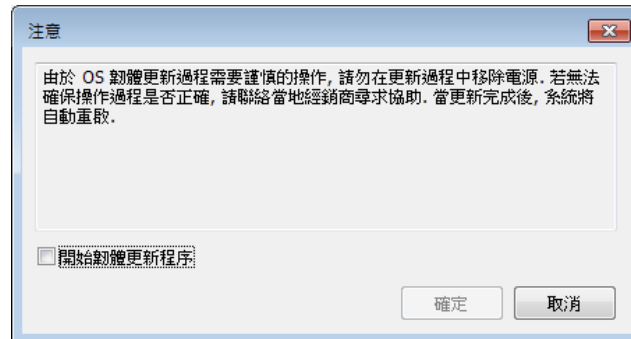 注意
由於 OS 韌體更新過程需要謹慎的操作, 請勿在更新過程中移除電源. 若無法
確保操作過程是否正確, 請聯絡當地經銷商尋求協助. 當更新完成後, 系統將
自動重啟.
開始韌體更新程序
確定
取消